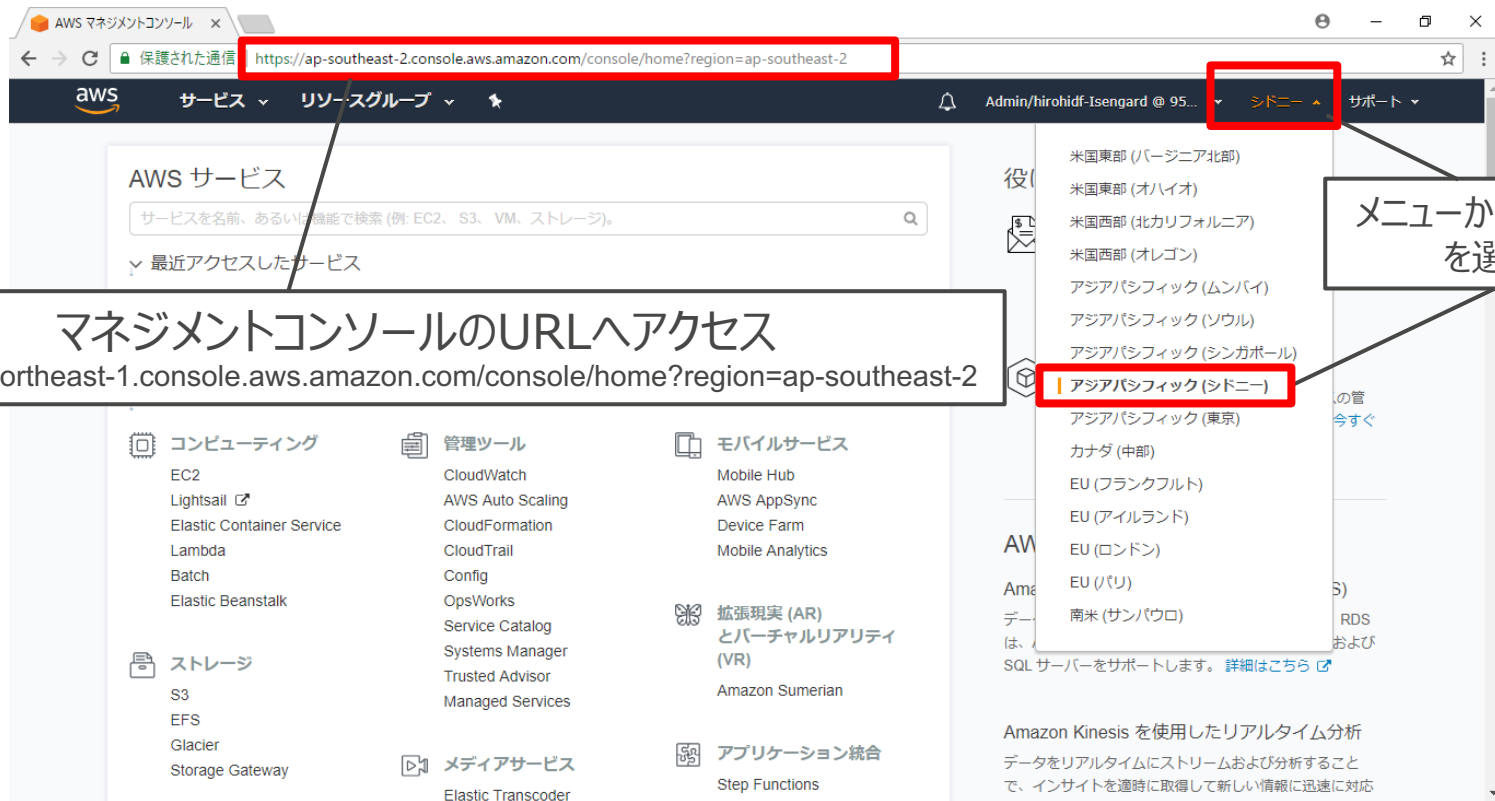 AWS マネジメントコンソール
保護された通信
https://ap-southeast-2.console.aws.amazon.com/console/home?region=ap-southeast-2
aws サービス リソースグループ Admin/hirohidf-Isengard @ 95... シドニー サポート
AWS サービス
サービスを名前、あるいは機能で検索 (例: EC2、 S3、 VM、ストレージ)。
最近アクセスしたサービス
マネジメントコンソールのURLへアクセス
ortheast-1.console.aws.amazon.com/console/home?region=ap-southeast-2
コンピューティング
EC2
Lightsail
Elastic Container Service
Lambda
Batch
Elastic Beanstalk
ストレージ
S3
EFS
Glacier
Storage Gateway
管理ツール
CloudWatch
AWS Auto Scaling
CloudFormation
CloudTrail
Config
OpsWorks
Service Catalog
Systems Manager
Trusted Advisor
Managed Services
メディアサービス
Elastic Transcoder
モバイルサービス
Mobile Hub
AWS AppSync
Device Farm
Mobile Analytics
拡張現実 (AR)
とバーチャルリアリティ
(VR)
Amazon Sumerian
アプリケーション統合
Step Functions
米国東部 (バージニア北部)
米国東部 (オハイオ)
米国西部 (北カリフォルニア)
米国西部 (オレゴン)
アジアパシフィック (ムンバイ)
アジアパシフィック (ソウル)
アジアパシフィック (シンガポール)
アジアパシフィック (シドニー)
アジアパシフィック (東京)
カナダ (中部)
EU (フランクフルト)
EU (アイルランド)
EU (ロンドン)
EU (パリ)
南米 (サンパウロ)
メニューか
を選
役
の管
今すぐ
AW
Ama S)
デー RDS
は、 および
SQL サーバーをサポートします。 詳細はこちら
Amazon Kinesis を使用したリアルタイム分析
データをリアルタイムにストリームおよび分析すること
で、インサイトを適時に取得して新しい情報に迅速に対応